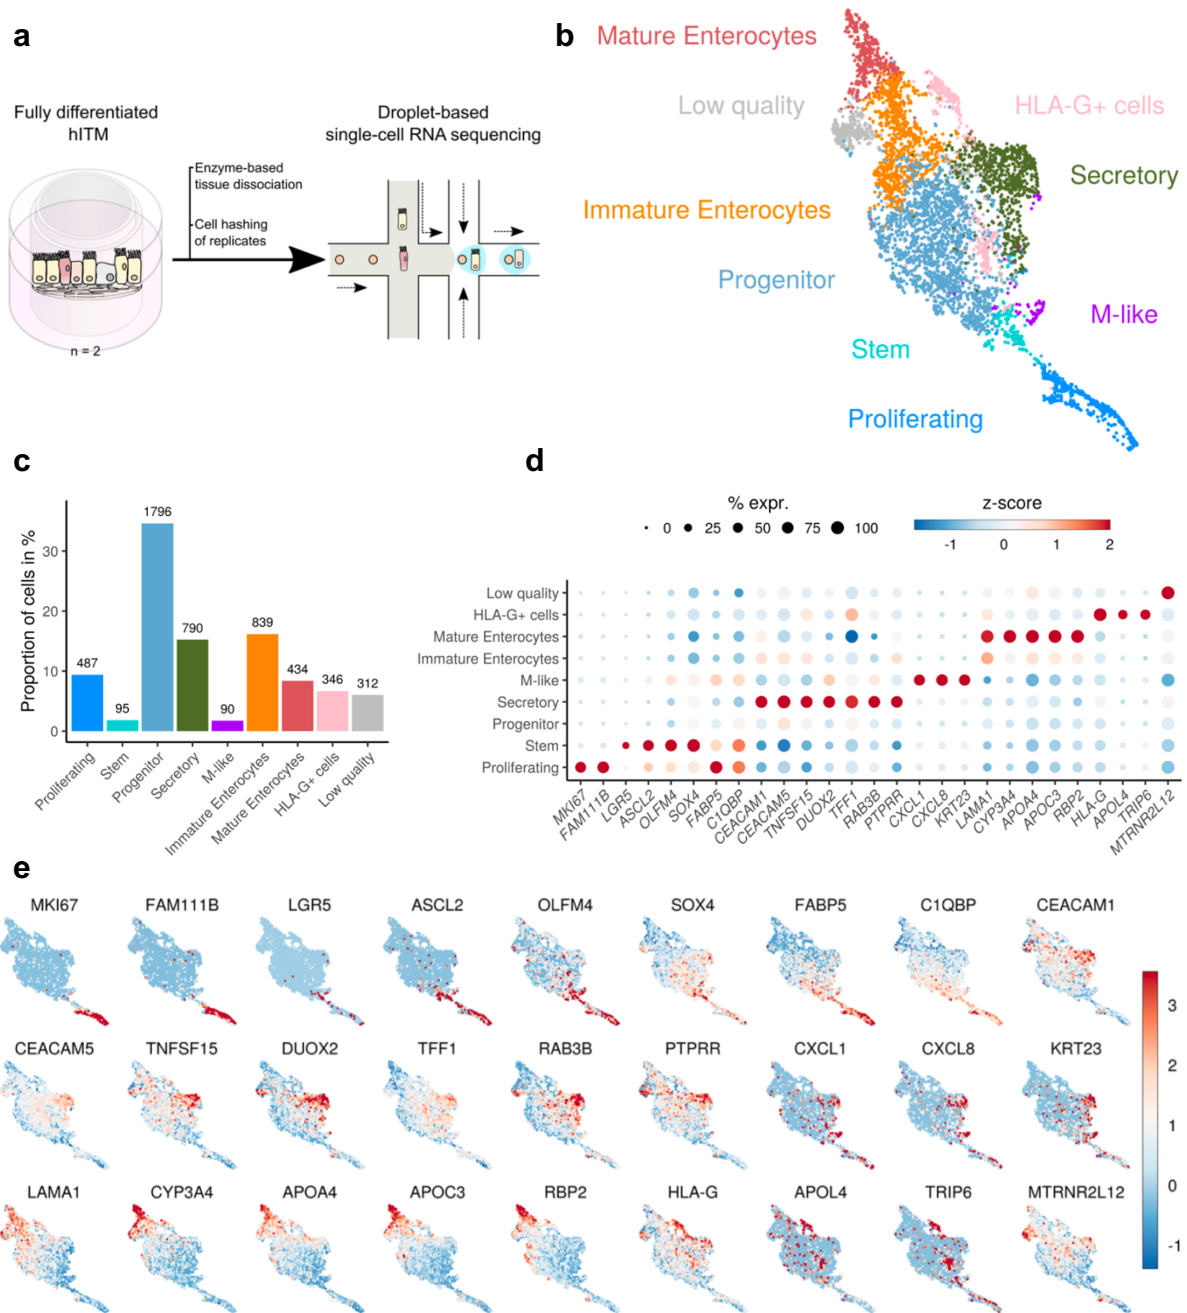 a
Fully differentiated
hITM
Enzyme-based
tissue dissociation
Cell hashing
of replicates
n = 2
Droplet-based
single-cell RNA sequencing
b
Mature Enterocytes
Low quality
HLA-G+ cells
Secretory
Immature Enterocytes
Progenitor
M-like
Stem
Proliferating
c
Proportion of cells in %
30
20
10
0
487
95
1796
790
90
839
434
346
312
Proliferating
Stem
Progenitor
Secretory
M-like
Immature Enterocytes
Mature Enterocytes
HLA-G+ cells
Low quality
d
% expr.
0 25 50 75 100
z-score
-1 0 1 2
Low quality
HLA-G+ cells
Mature Enterocytes
Immature Enterocytes
M-like
Secretory
Progenitor
Stem
Proliferating
MKI67
FAM111B
LGR5
ASCL2
OLFM4
SOX4
FABP5
C1QBP
CEACAM1
CEACAM5
TNFSF15
DUOX2
TFF1
RAB3B
PTPRR
CXCL1
CXCL8
KRT23
LAMA1
CYP3A4
APOA4
APOC3
RBP2
HLA-G
APOL4
TRIP6
MTRNR2L12
e
MKI67 FAM111B LGR5 ASCL2 OLFM4 SOX4 FABP5 C1QBP CEACAM1
CEACAM5 TNFSF15 DUOX2 TFF1 RAB3B PTPRR CXCL1 CXCL8 KRT23
LAMA1 CYP3A4 APOA4 APOC3 RBP2 HLA-G APOL4 TRIP6 MTRNR2L12
3
2
1
0
-1